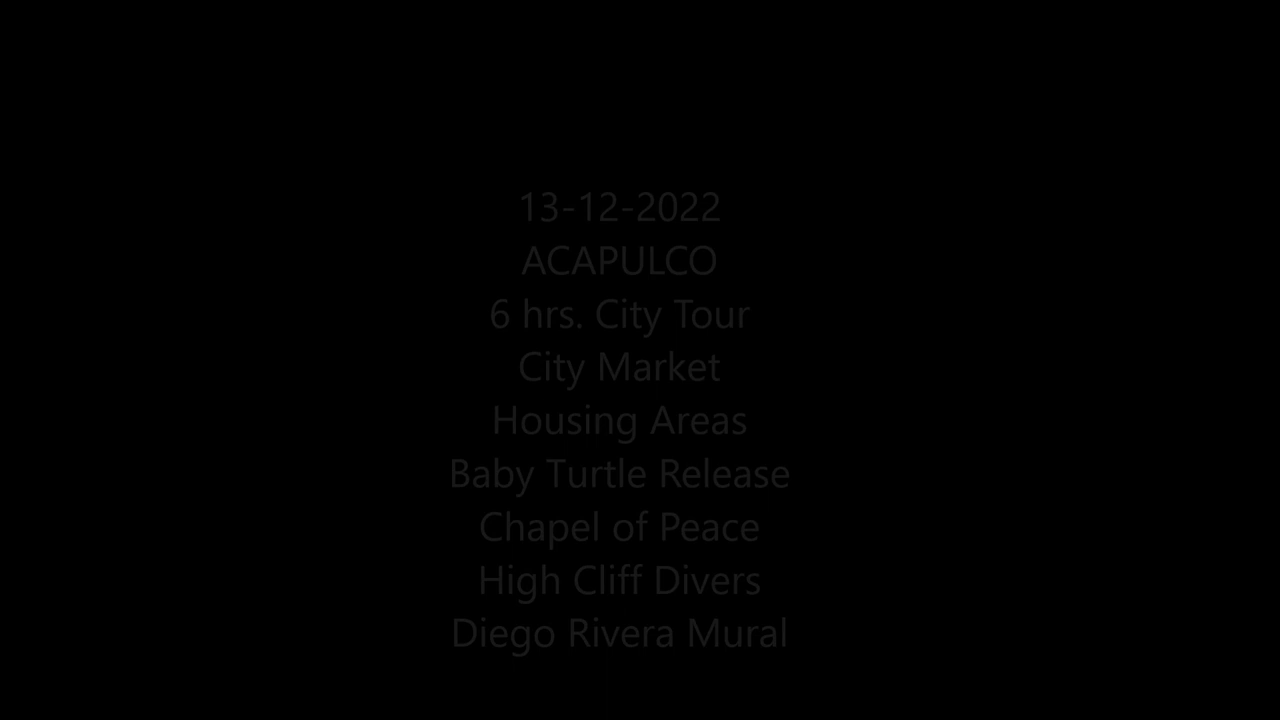 13-12-2022
ACAPULCO
6 hrs. City Tour
City Market
Housing Areas
Baby Turtle Release
Chapel of Peace
High Cliff Divers
Diego Rivera Mural